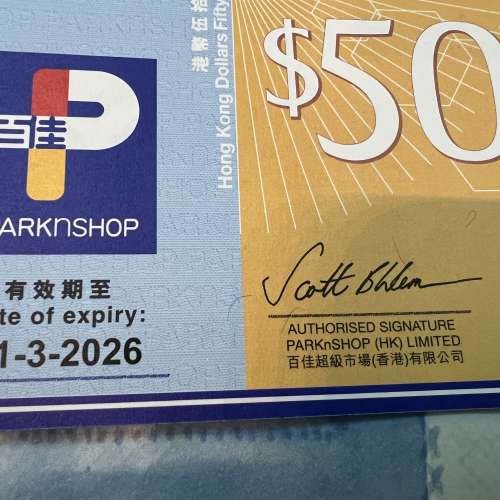 百佳
PARKNSHOP
有效期至
te of expiry:
1-3-2026
港幣伍拾
Hong Kong Dollars Fifty
$50
Scott Bhlem
AUTHORISED SIGNATURE
PARKnSHOP (HK) LIMITED
百佳超級市場(香港)有限公司